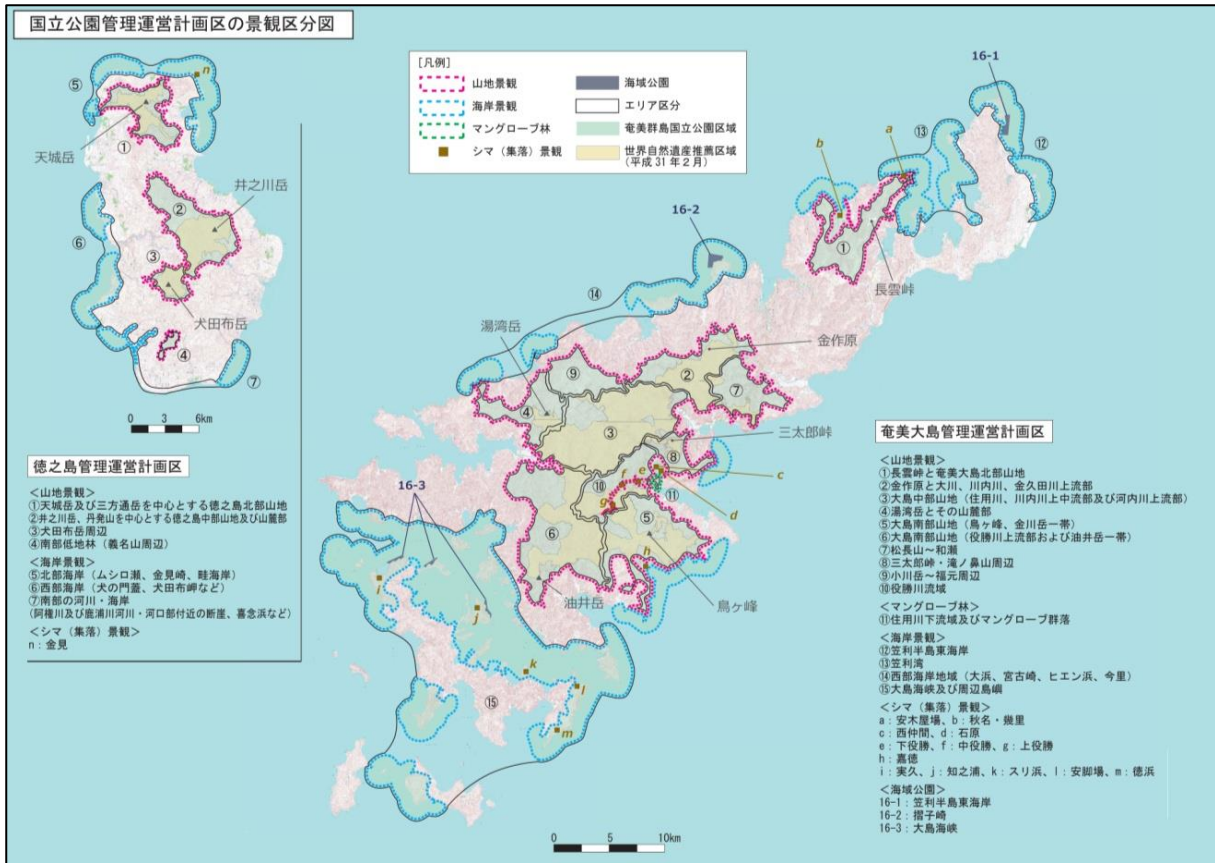 国立公園管理運営計画区の景観区分図
[凡例]
山地景観
海岸景観
マングローブ林
シマ（集落）景観
海域公園
エリア区分
奄美群島国立公園区域
世界自然遺産推薦区域
（平成31年2月）
⑤
n
天城岳
①
井之川岳
②
⑥
③
犬田布岳
④
⑦
0 3 6km
16-1
a
⑬
⑫
b
①
長雲峠
16-2
⑭
湯湾岳
金作原
⑨
②
⑦
④
③
三太郎峠
⑧
⑩
f
e
g
⑪
c
d
16-3
⑥
⑤
h
i
油井岳
鳥ヶ峰
j
k
l
⑮
m
0 5 10km
徳之島管理運営計画区
＜山地景観＞
①天城岳及び三方通岳を中心とする徳之島北部山地
②井之川岳、丹発山を中心とする徳之島中部山地及び山麓部
③犬田布岳周辺
④南部低地林（義名山周辺）
＜海岸景観＞
⑤北部海岸（ムシロ瀬、金見崎、畦海岸）
⑥西部海岸（犬の門蓋、犬田布岬など）
⑦南部の河川・海岸
（阿権川及び鹿浦川河川・河口部付近の断崖、喜念浜など）
＜シマ（集落）景観＞
n：金見
奄美大島管理運営計画区
＜山地景観＞
①長雲峠と奄美大島北部山地
②金作原と大川、川内川、金久田川上流部
③大島中部山地（住用川、川内川上中流部及び河内川上流部）
④湯湾岳とその山麓部
⑤大島南部山地（鳥ヶ峰、金川岳一帯）
⑥大島南部山地（役勝川上流部および油井岳一帯）
⑦松長山～和瀬
⑧三太郎峠・滝ノ鼻山周辺
⑨小川岳～福元周辺
⑩役勝川流域
＜マングローブ林＞
⑪住用川下流域及びマングローブ群落
＜海岸景観＞
⑫笠利半島東海岸
⑬笠利湾
⑭西部海岸地域（大浜、宮古崎、ヒエン浜、今里）
⑮大島海峡及び周辺島嶼
＜シマ（集落）景観＞
a：安木屋場、b：秋名・幾里
c：西仲間、d：石原
e：下役勝、f：中役勝、g：上役勝
h：嘉徳
i：実久、j：知之浦、k：スリ浜、l：安脚場、m：徳浜
＜海域公園＞
16-1：笠利半島東海岸
16-2：摺子崎
16-3：大島海峡